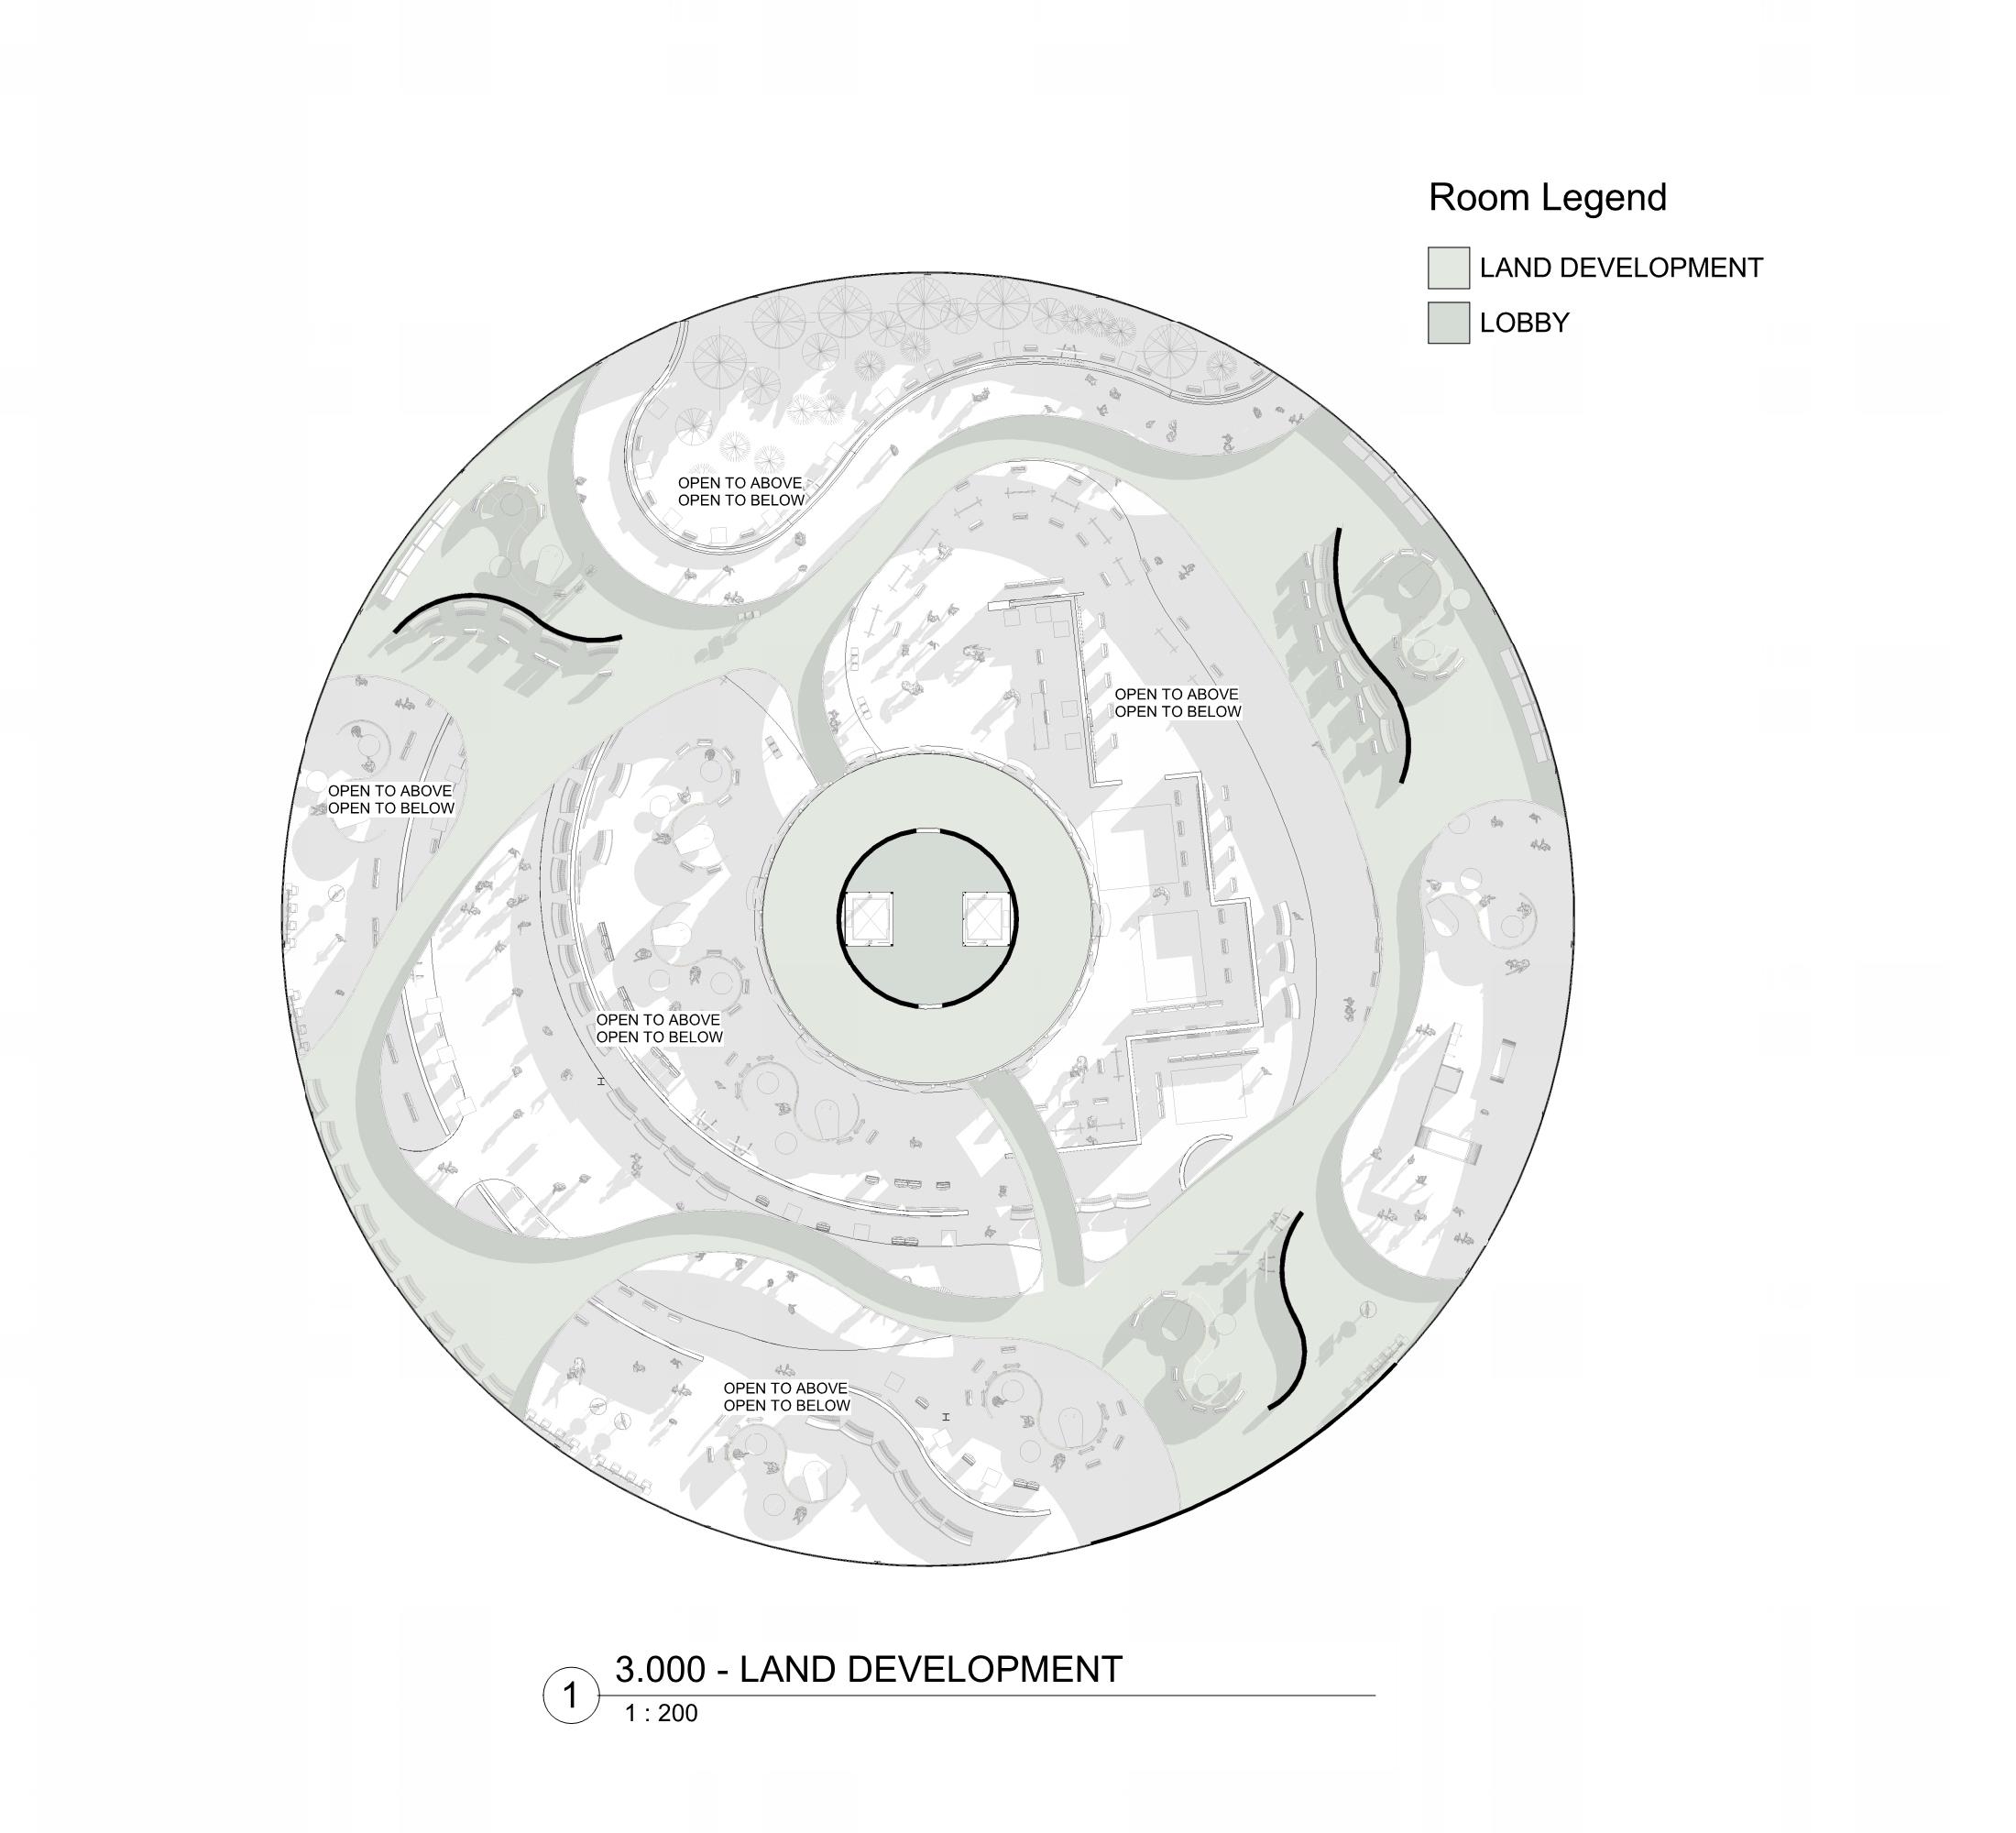 Room Legend
LAND DEVELOPMENT
LOBBY
OPEN TO ABOVE
OPEN TO BELOW
OPEN TO ABOVE
OPEN TO BELOW
OPEN TO ABOVE
OPEN TO BELOW
OPEN TO ABOVE
OPEN TO BELOW
OPEN TO ABOVE
OPEN TO BELOW
1
3.000 - LAND DEVELOPMENT
1 : 200